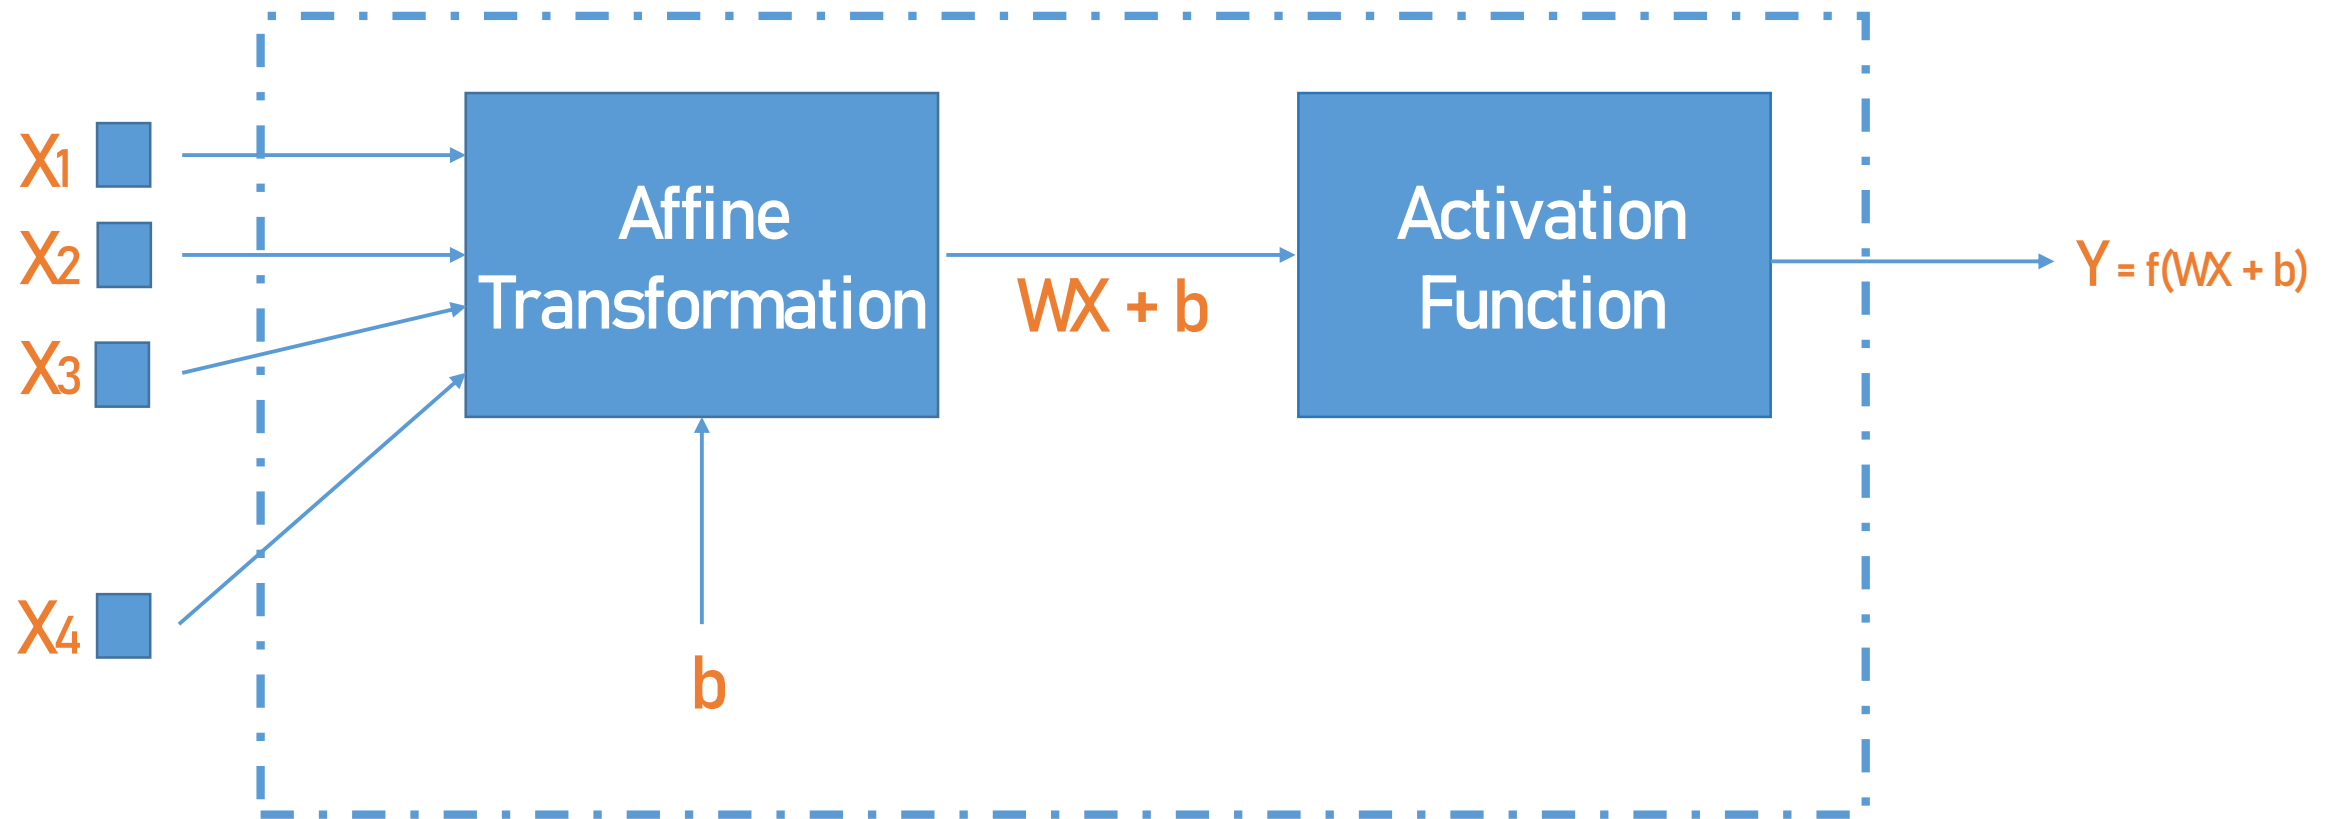 X1
X2
X3
X4
Affine
Transformation
b
WX + b
Activation
Function
Y = f(WX + b)